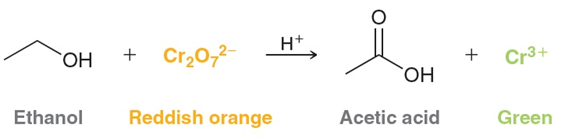 OH + Cr₂O₇²⁻ H⁺ O OH + Cr³⁺
Ethanol Reddish orange Acetic acid Green